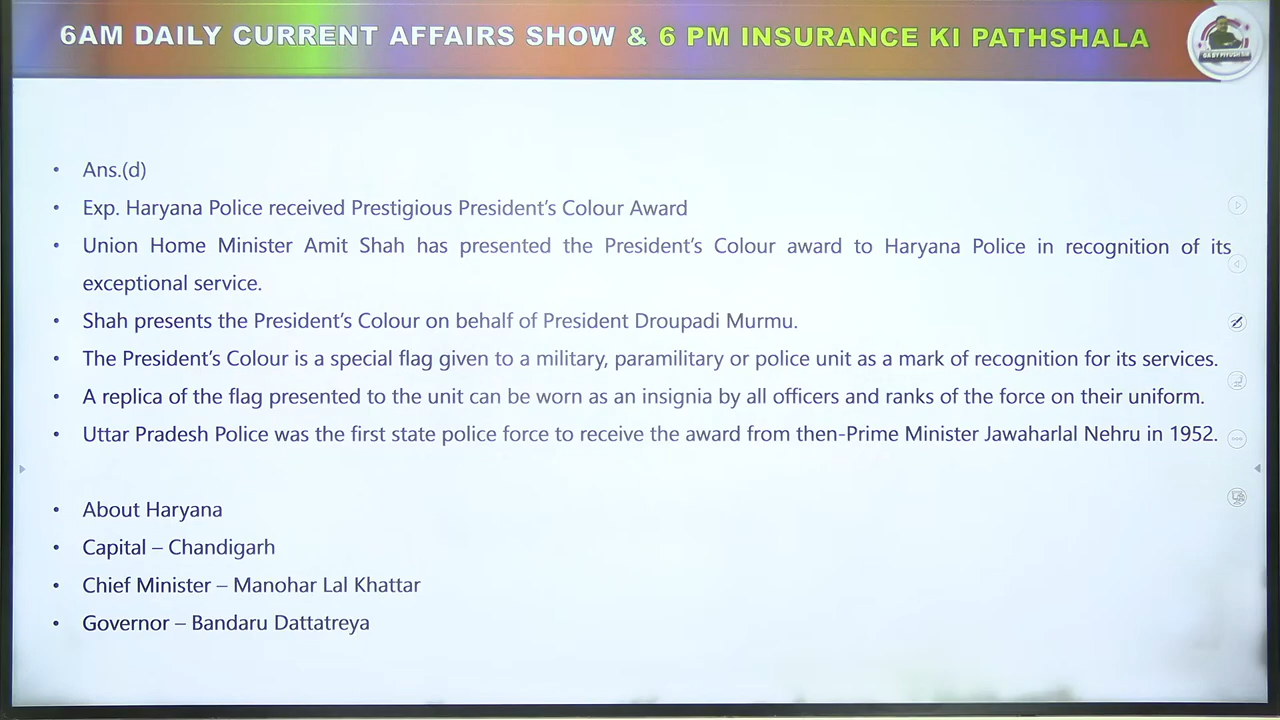 6AM DAILY CURRENT AFFAIRS SHOW & 6 PM INSURANCE KI PATHSHALA
• Ans.(d)
• Exp. Haryana Police received Prestigious President's Colour Award
• Union Home Minister Amit Shah has presented the President's Colour award to Haryana Police in recognition of its
exceptional service.
• Shah presents the President's Colour on behalf of President Droupadi Murmu.
• The President's Colour is a special flag given to a military, paramilitary or police unit as a mark of recognition for its services.
• A replica of the flag presented to the unit can be worn as an insignia by all officers and ranks of the force on their uniform.
• Uttar Pradesh Police was the first state police force to receive the award from then-Prime Minister Jawaharlal Nehru in 1952.
• About Haryana
• Capital – Chandigarh
• Chief Minister – Manohar Lal Khattar
• Governor – Bandaru Dattatreya